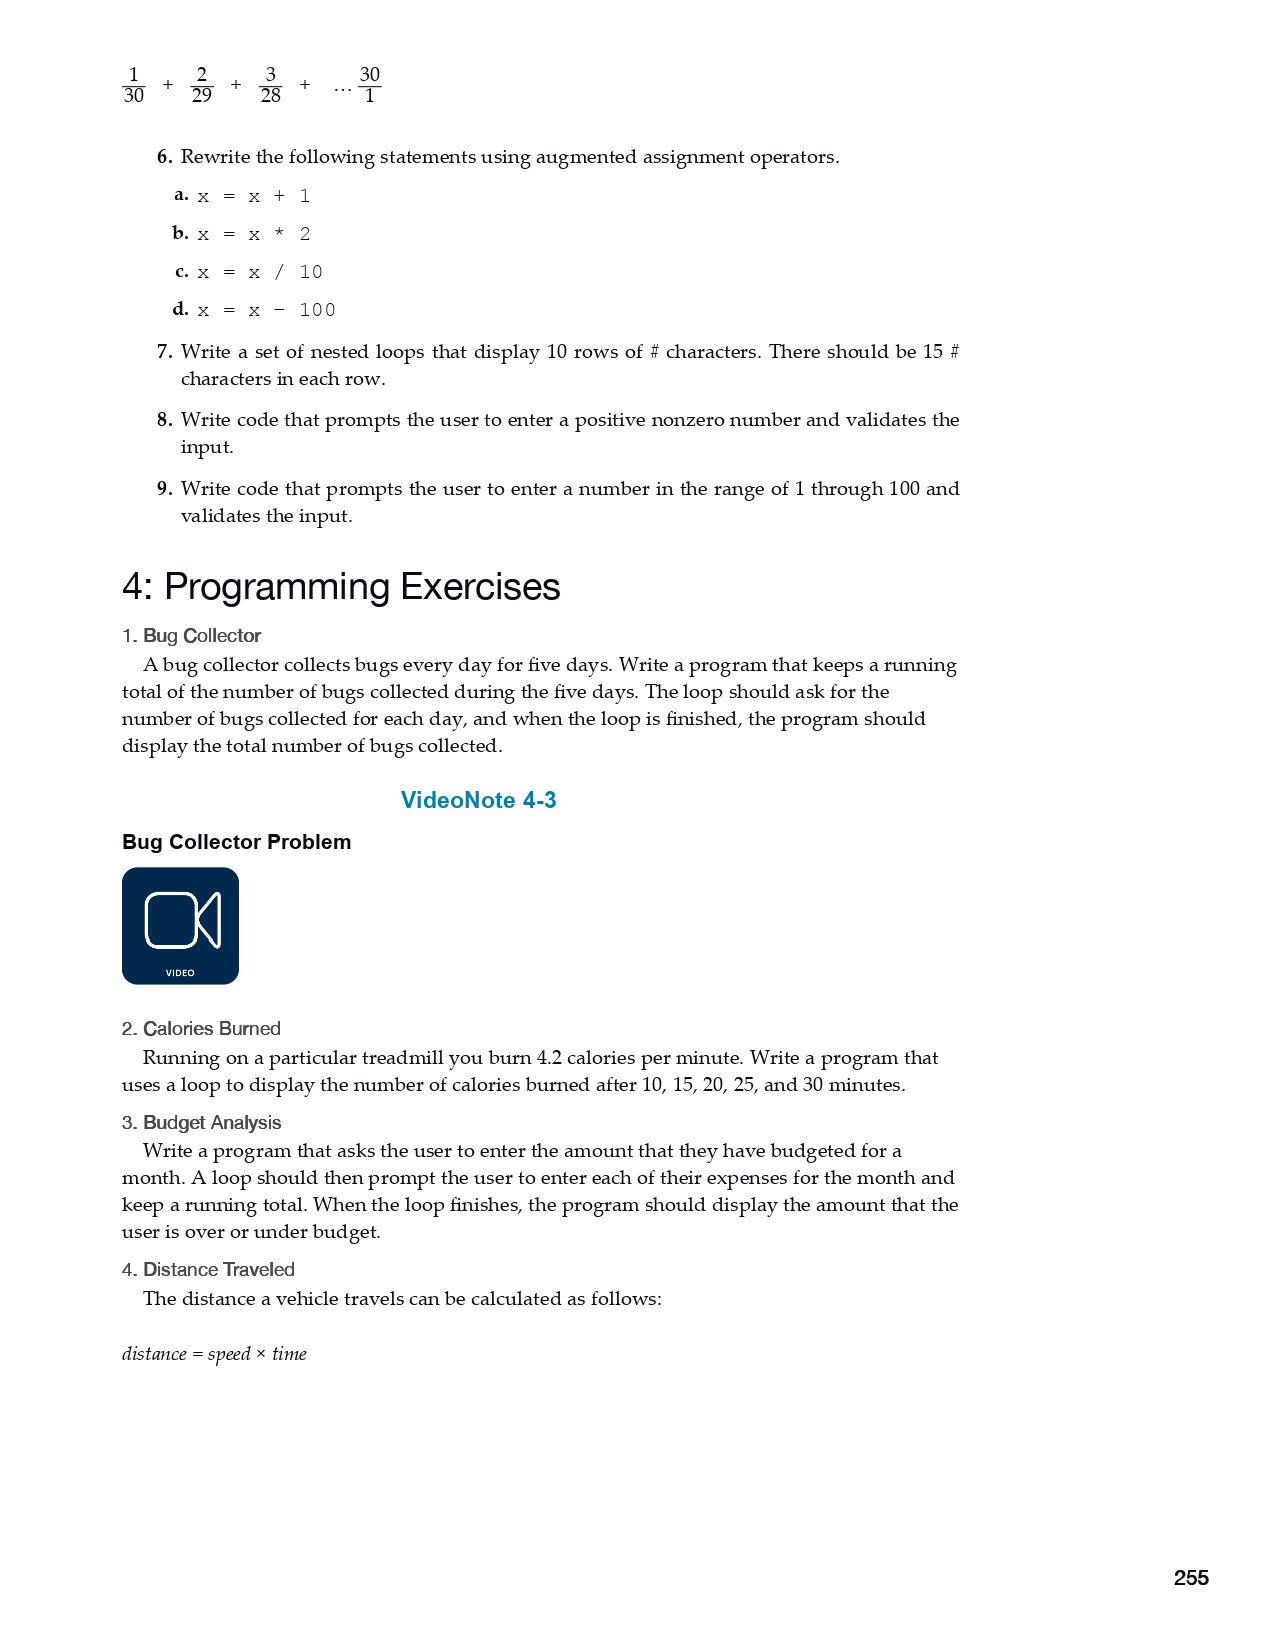 1/30 + 2/29 + 3/28 + … 30/1
6. Rewrite the following statements using augmented assignment operators.
a. x = x + 1
b. x = x * 2
c. x = x / 10
d. x = x − 100
7. Write a set of nested loops that display 10 rows of # characters. There should be 15 #
characters in each row.
8. Write code that prompts the user to enter a positive nonzero number and validates the
input.
9. Write code that prompts the user to enter a number in the range of 1 through 100 and
validates the input.
4: Programming Exercises
1. Bug Collector
A bug collector collects bugs every day for five days. Write a program that keeps a running
total of the number of bugs collected during the five days. The loop should ask for the
number of bugs collected for each day, and when the loop is finished, the program should
display the total number of bugs collected.
VideoNote 4-3
Bug Collector Problem
VIDEO
2. Calories Burned
Running on a particular treadmill you burn 4.2 calories per minute. Write a program that
uses a loop to display the number of calories burned after 10, 15, 20, 25, and 30 minutes.
3. Budget Analysis
Write a program that asks the user to enter the amount that they have budgeted for a
month. A loop should then prompt the user to enter each of their expenses for the month and
keep a running total. When the loop finishes, the program should display the amount that the
user is over or under budget.
4. Distance Traveled
The distance a vehicle travels can be calculated as follows:
distance = speed × time
255